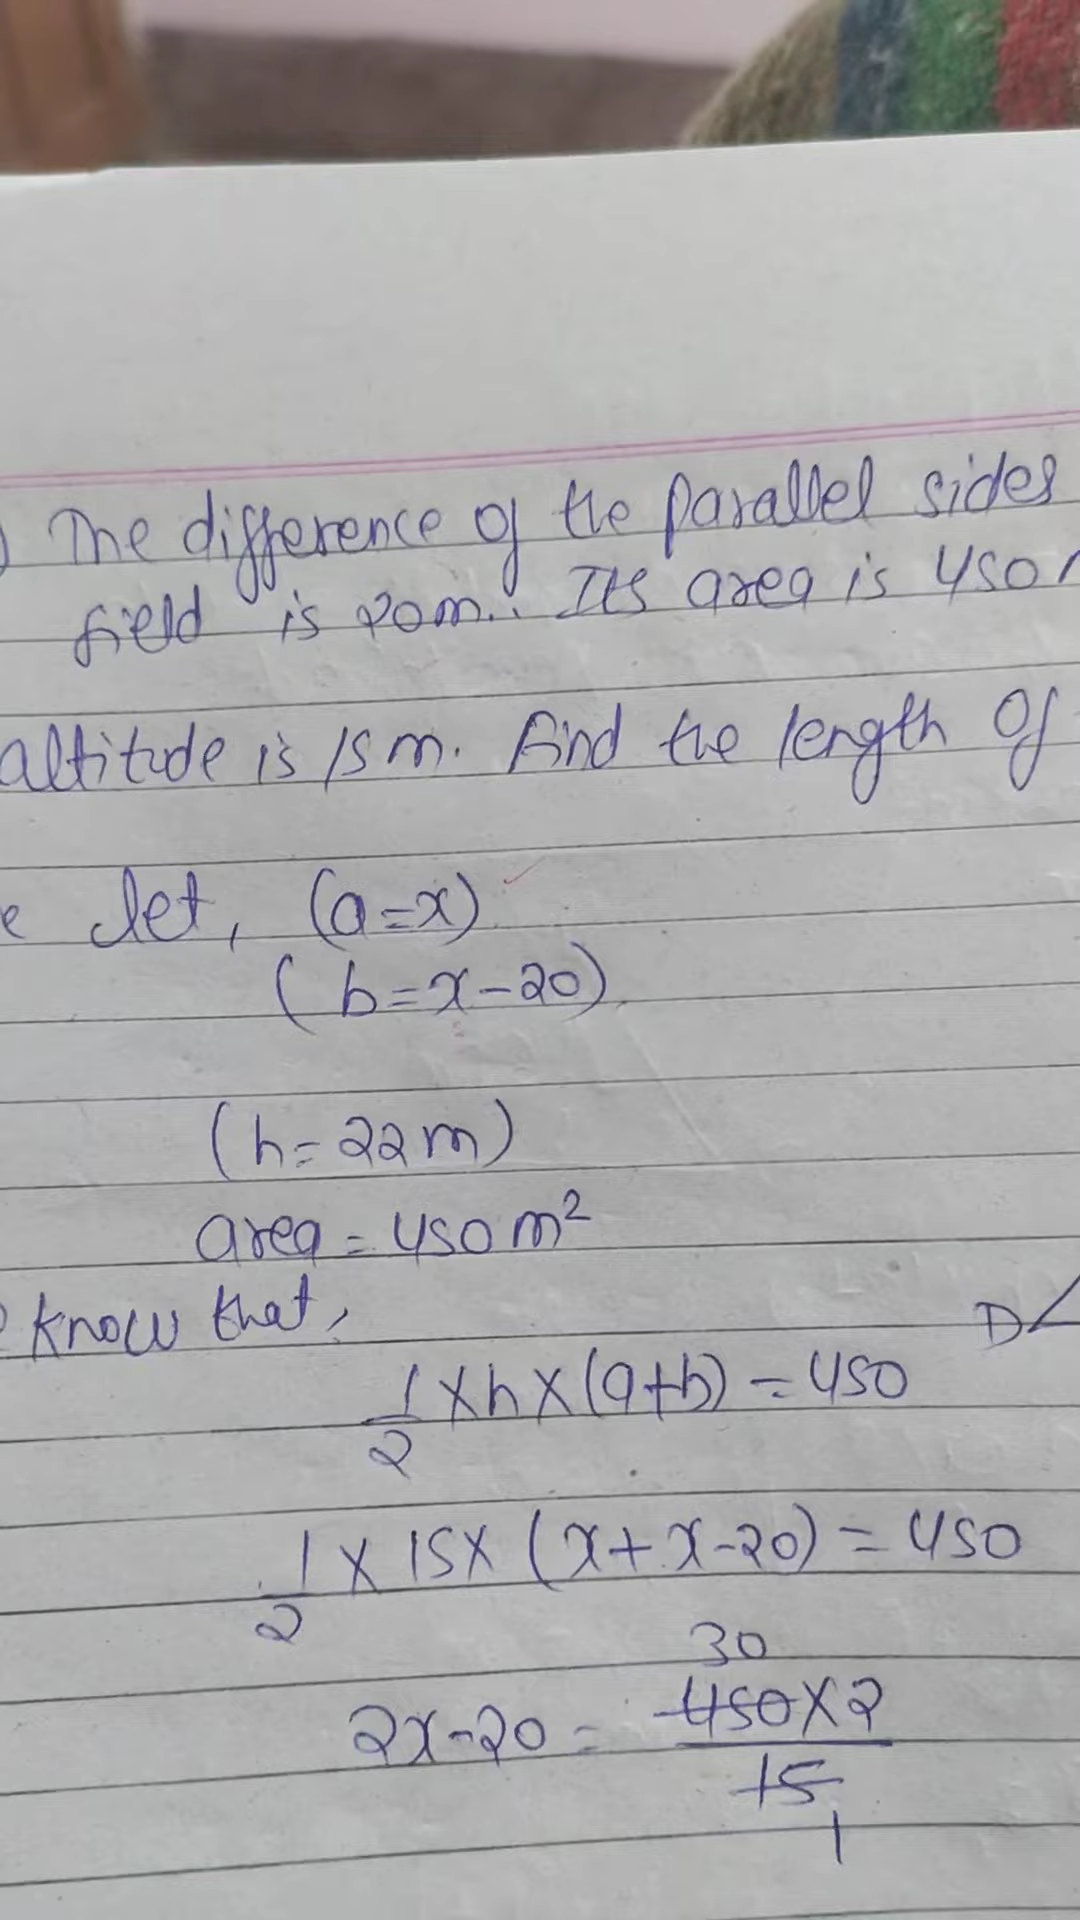 ) The difference of the parallel sides
field is 20m.. Its area is 450
altitude is 15m. Find the length of
e let, (a=x)
(b=x-20)
(h=22m)
area = 450m²
e know that,
D
1/2 × h × (a+b) = 450
1/2 × 15 × (x+x-20) = 450
30
2x-20 = 450×2/15
1